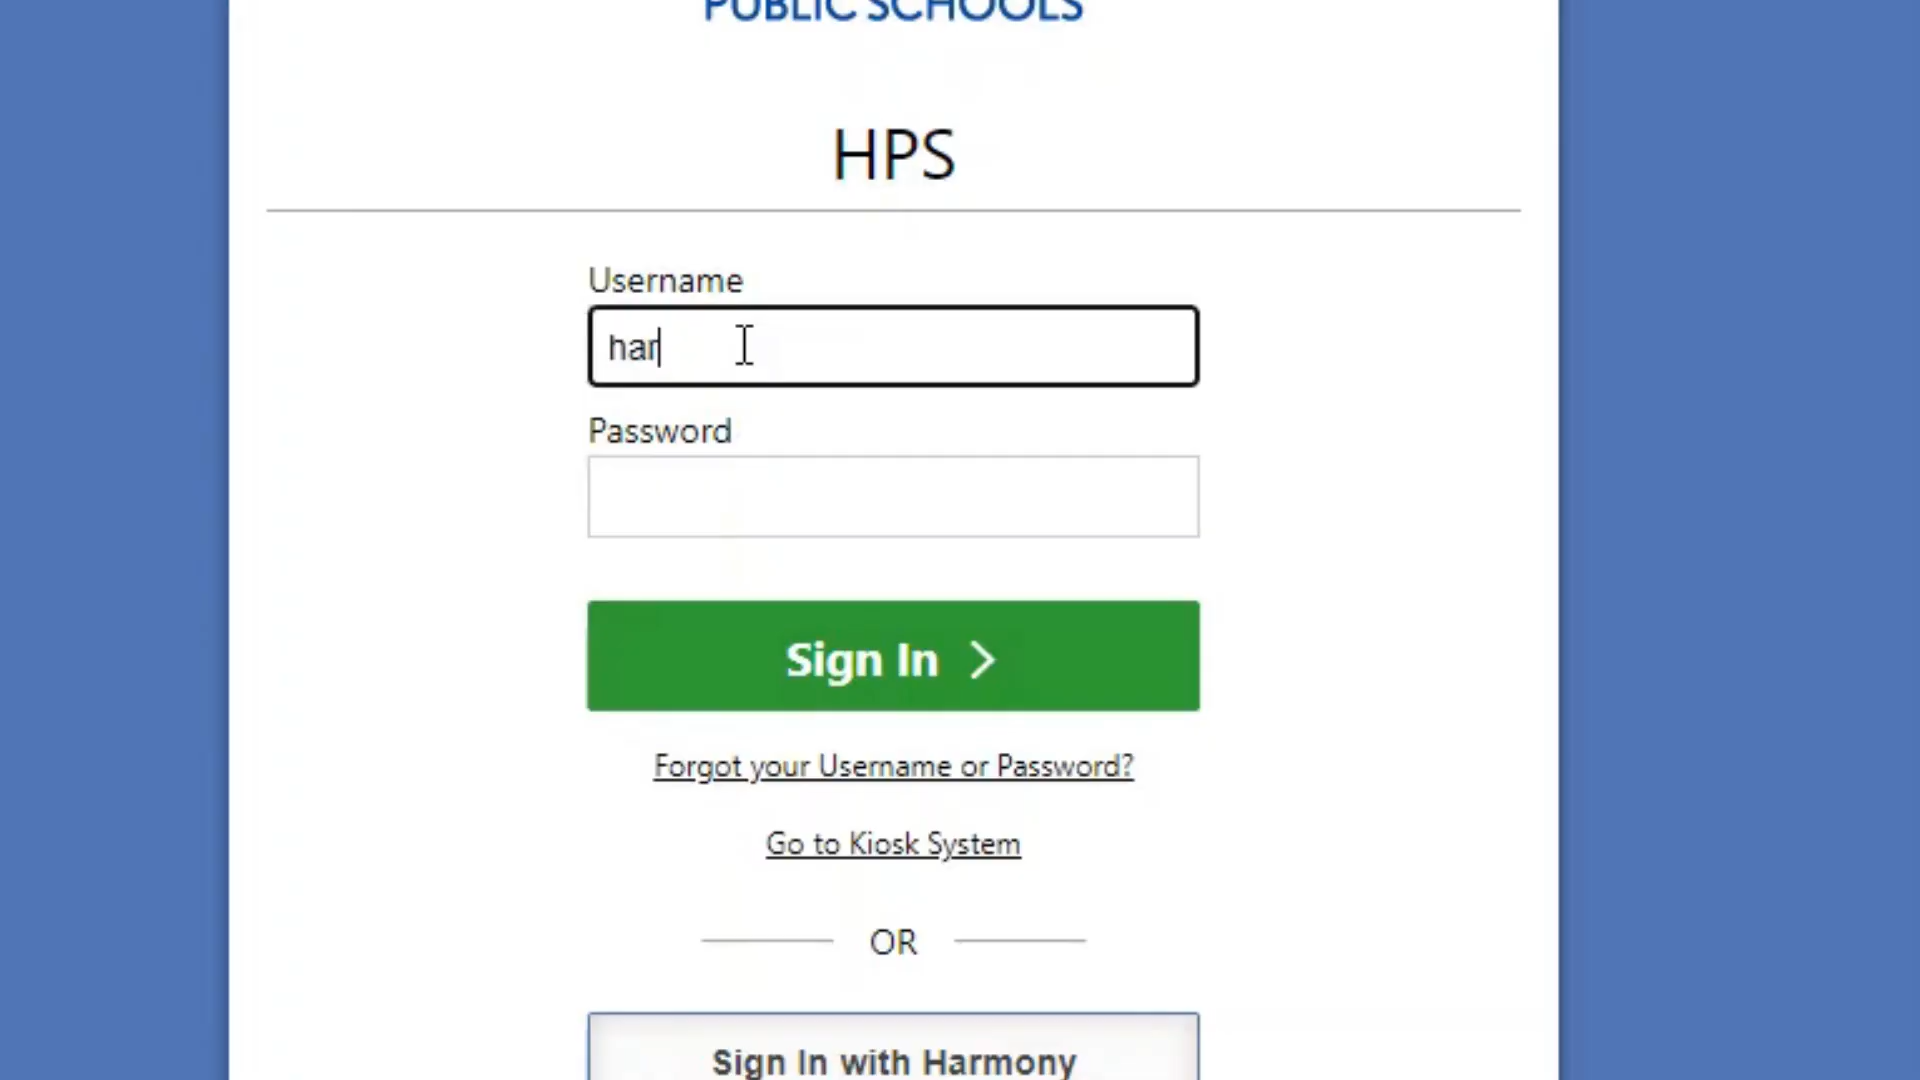 PUBLIC SCHOOLS
HPS
Username
har
Password
Sign In >
Forgot your Username or Password?
Go to Kiosk System
OR
Sign In with Harmony